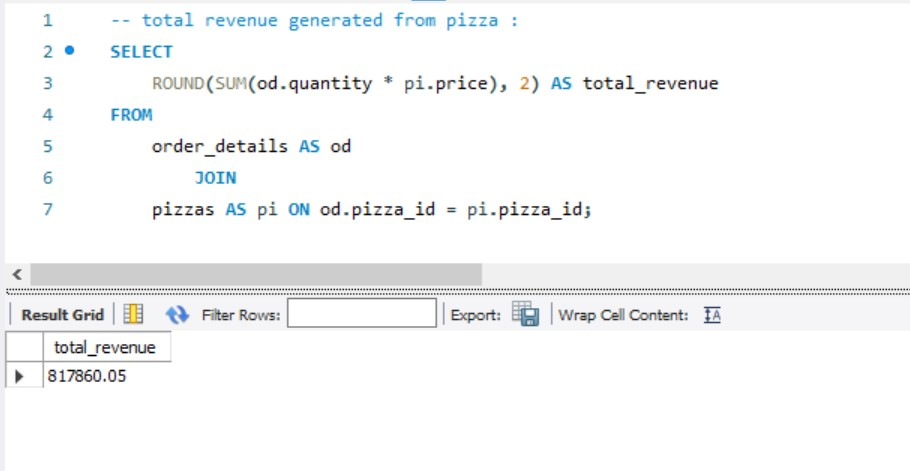 1 -- total revenue generated from pizza :
2 SELECT
3 ROUND(SUM(od.quantity * pi.price), 2) AS total_revenue
4 FROM
5 order_details AS od
6 JOIN
7 pizzas AS pi ON od.pizza_id = pi.pizza_id;
Result Grid Filter Rows: Export: Wrap Cell Content: IA
total_revenue
817860.05